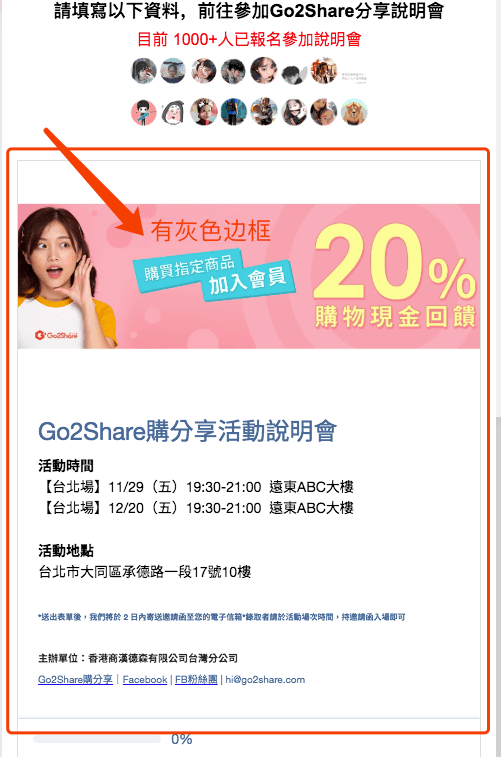 請填寫以下資料，前往參加Go2Share分享說明會
目前 1000+人已報名參加說明會
有灰色边框
購買指定商品
加入會員
20%
購物現金回饋
Go2Share
Go2Share購分享活動說明會
活動時間
【台北場】11/29（五）19:30-21:00 遠東ABC大樓
【台北場】12/20（五）19:30-21:00 遠東ABC大樓
活動地點
台北市大同區承德路一段17號10樓
*送出表單後，我們將於 2 日內寄送邀請函至您的電子信箱*錄取者請於活動場次時間，持邀請函入場即可
主辦單位：香港商漢德森有限公司台灣分公司
Go2Share購分享｜Facebook | FB粉絲團 | hi@go2share.com
0%